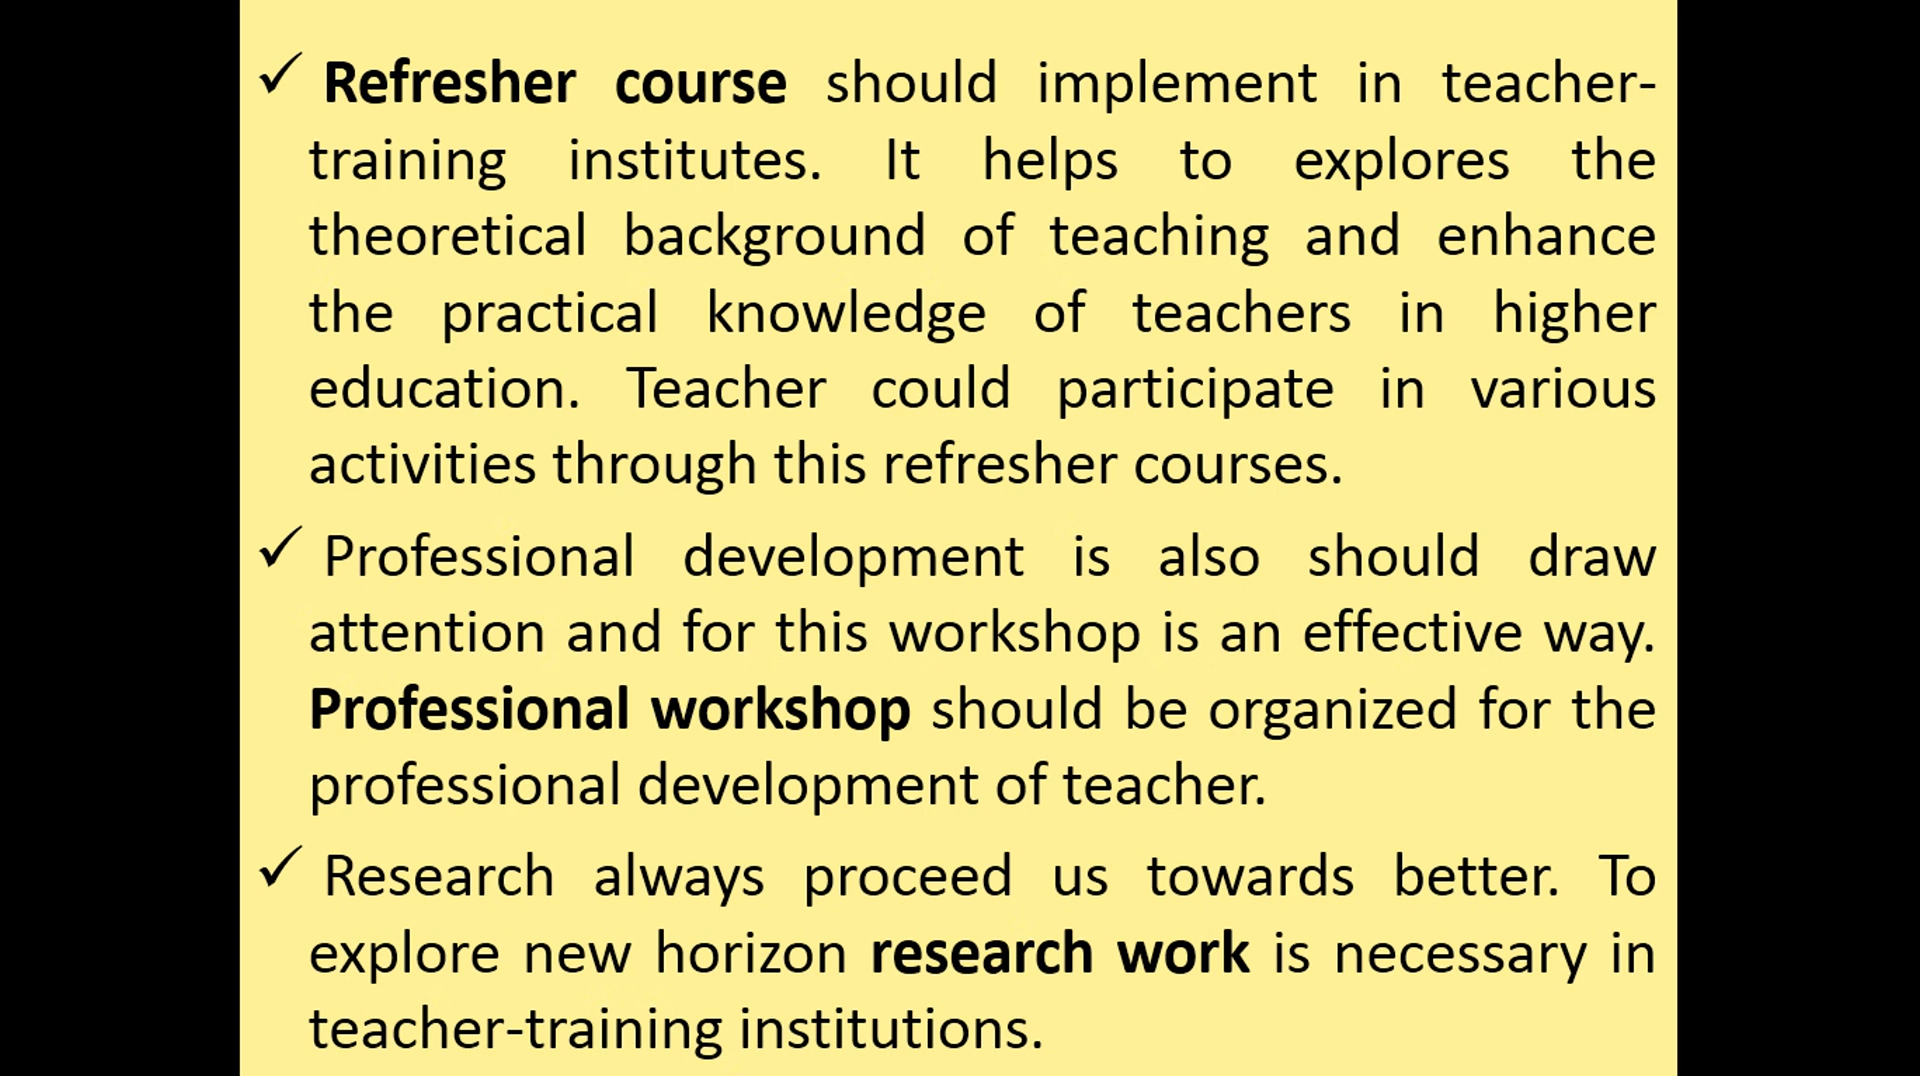 ✓ Refresher course should implement in teacher-
training institutes. It helps to explores the
theoretical background of teaching and enhance
the practical knowledge of teachers in higher
education. Teacher could participate in various
activities through this refresher courses.
✓ Professional development is also should draw
attention and for this workshop is an effective way.
Professional workshop should be organized for the
professional development of teacher.
✓ Research always proceed us towards better. To
explore new horizon research work is necessary in
teacher-training institutions.